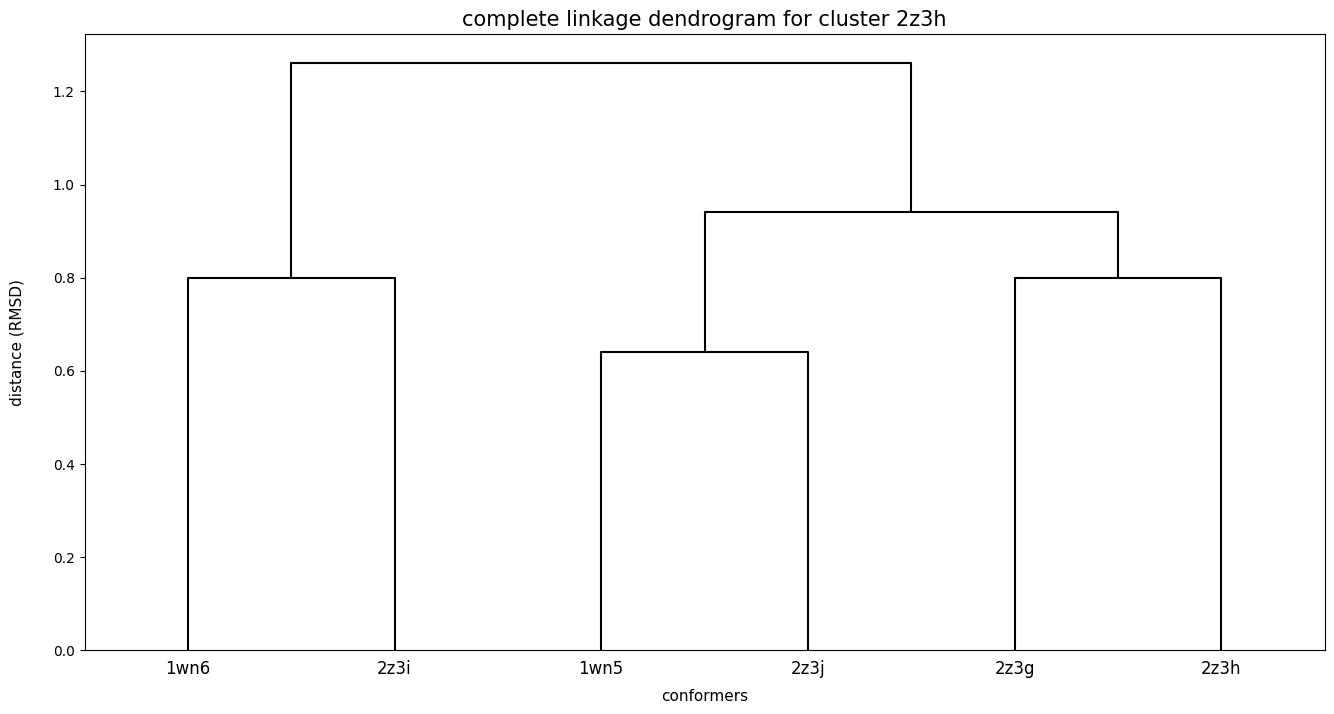 complete linkage dendrogram for cluster 2z3h
distance (RMSD)
1.2
1.0
0.8
0.6
0.4
0.2
0.0
1wn6 2z3i 1wn5 2z3j 2z3g 2z3h
conformers